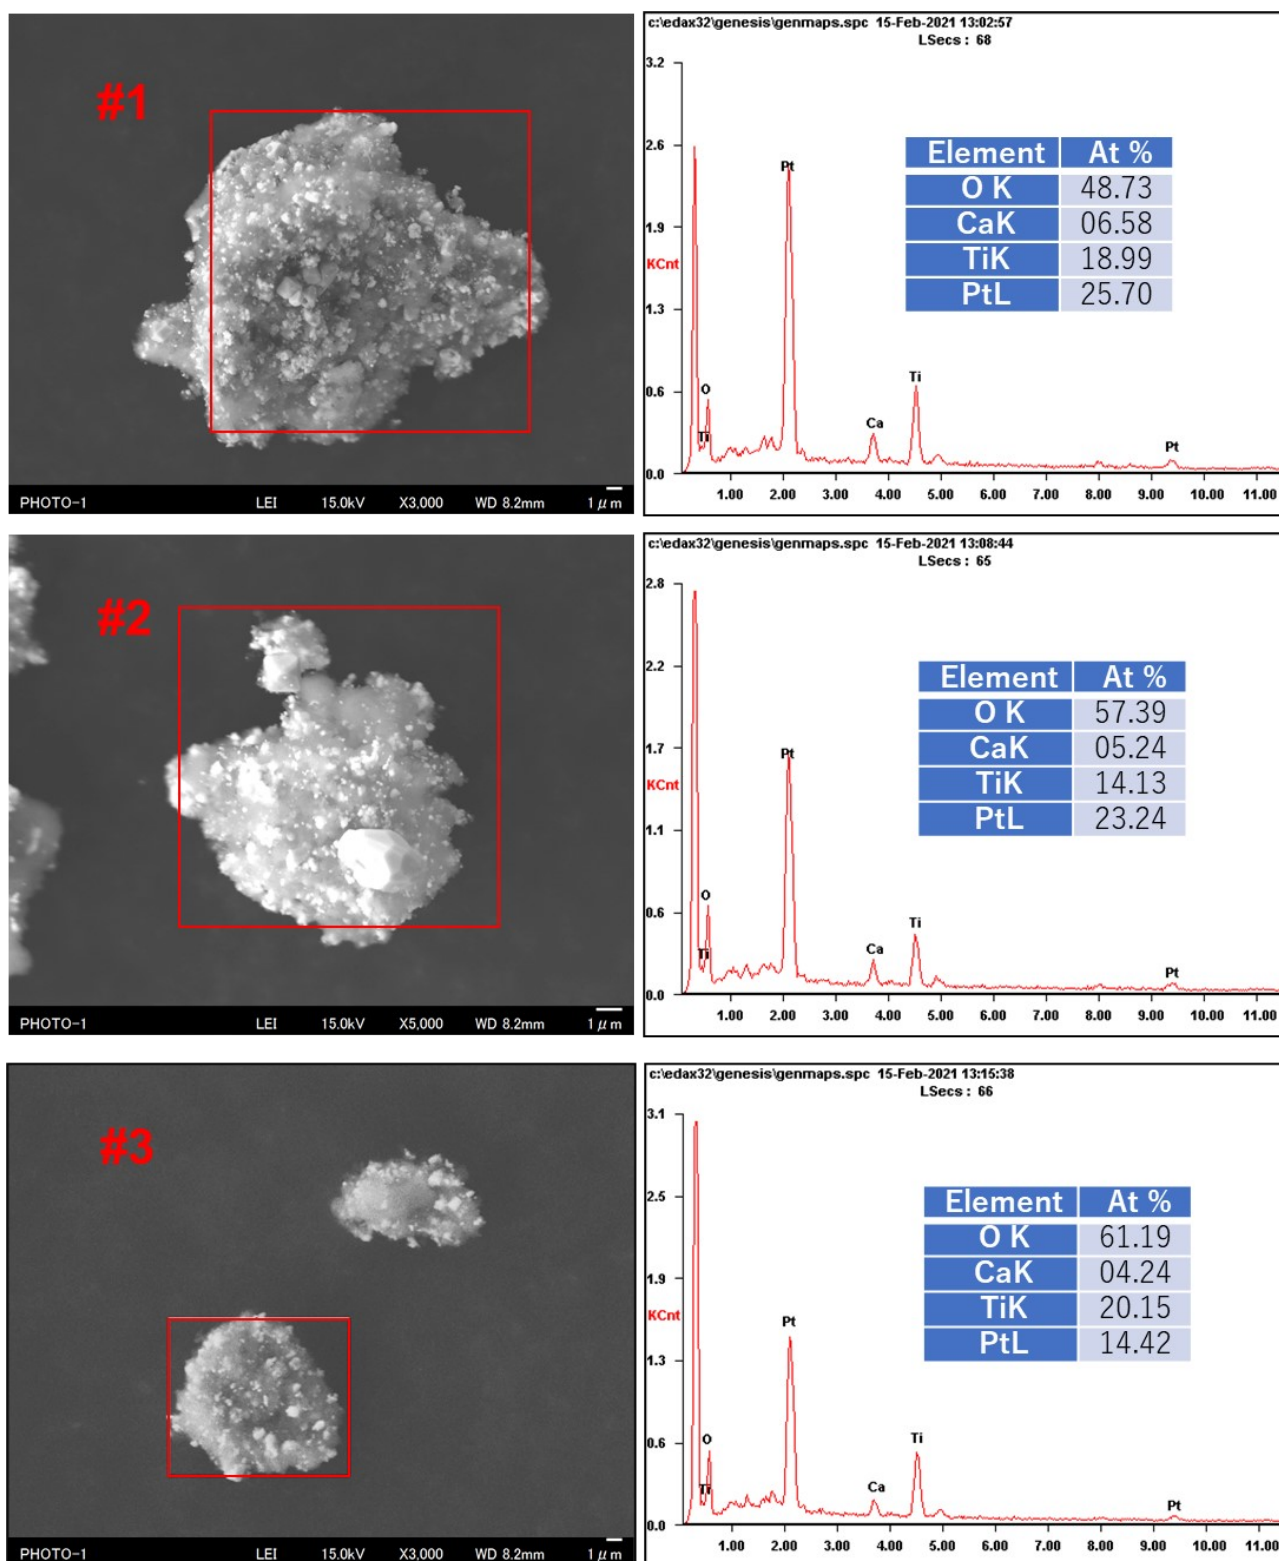 #1
PHOTO-1 LEI 15.0kV X3,000 WD 8.2mm 1 μm
c:\edax32\genesis\genmaps.spc 15-Feb-2021 13:02:57
LSecs : 68
3.2
2.6
1.9
KCnt
1.3
0.6
0.0
Pt
O
Ti
Ca
Ti
Pt
1.00 2.00 3.00 4.00 5.00 6.00 7.00 8.00 9.00 10.00 11.00
Element At %
O K 48.73
CaK 06.58
TiK 18.99
PtL 25.70
#2
PHOTO-1 LEI 15.0kV X5,000 WD 8.2mm 1 μm
c:\edax32\genesis\genmaps.spc 15-Feb-2021 13:08:44
LSecs : 65
2.8
2.2
1.7
KCnt
1.1
0.6
0.0
Pt
O
Ti
Ca
Ti
Pt
1.00 2.00 3.00 4.00 5.00 6.00 7.00 8.00 9.00 10.00 11.00
Element At %
O K 57.39
CaK 05.24
TiK 14.13
PtL 23.24
#3
PHOTO-1 LEI 15.0kV X3,000 WD 8.2mm 1 μm
c:\edax32\genesis\genmaps.spc 15-Feb-2021 13:15:38
LSecs : 66
3.1
2.5
1.9
KCnt
1.3
0.6
0.0
Pt
O
Ti
Ca
Ti
Pt
1.00 2.00 3.00 4.00 5.00 6.00 7.00 8.00 9.00 10.00 11.00
Element At %
O K 61.19
CaK 04.24
TiK 20.15
PtL 14.42